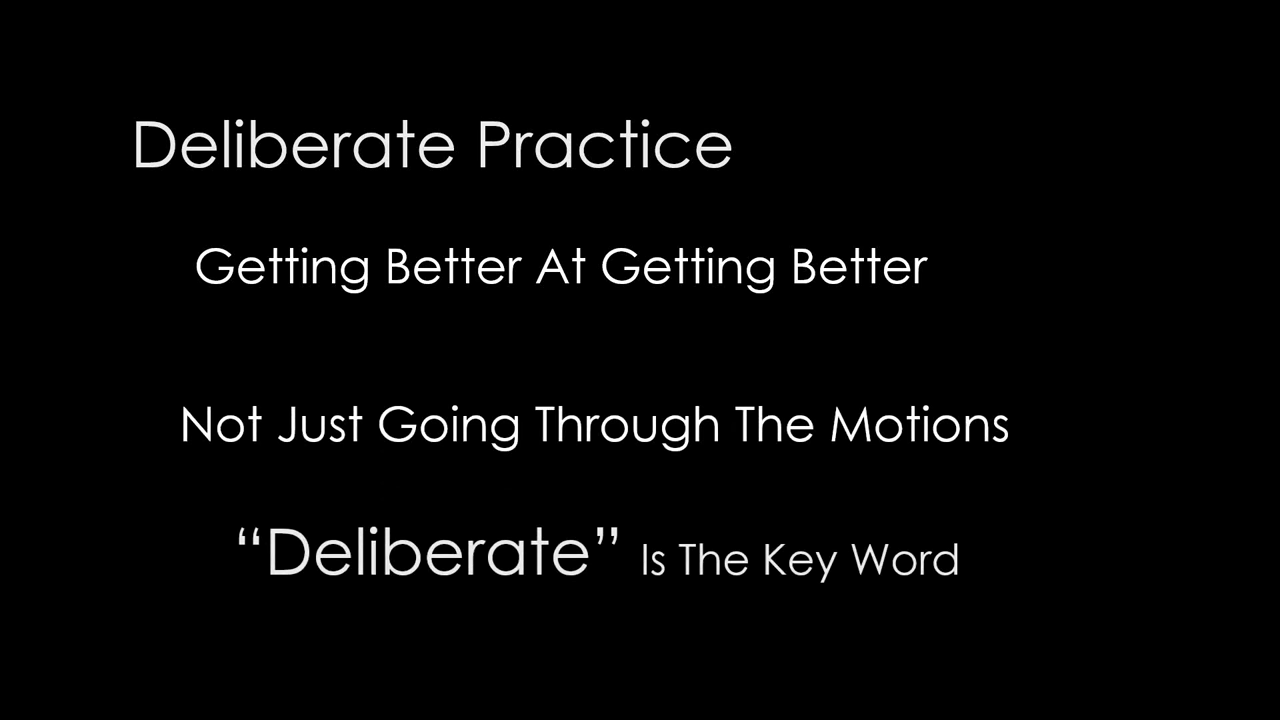 Deliberate Practice
Getting Better At Getting Better
Not Just Going Through The Motions
“Deliberate” Is The Key Word